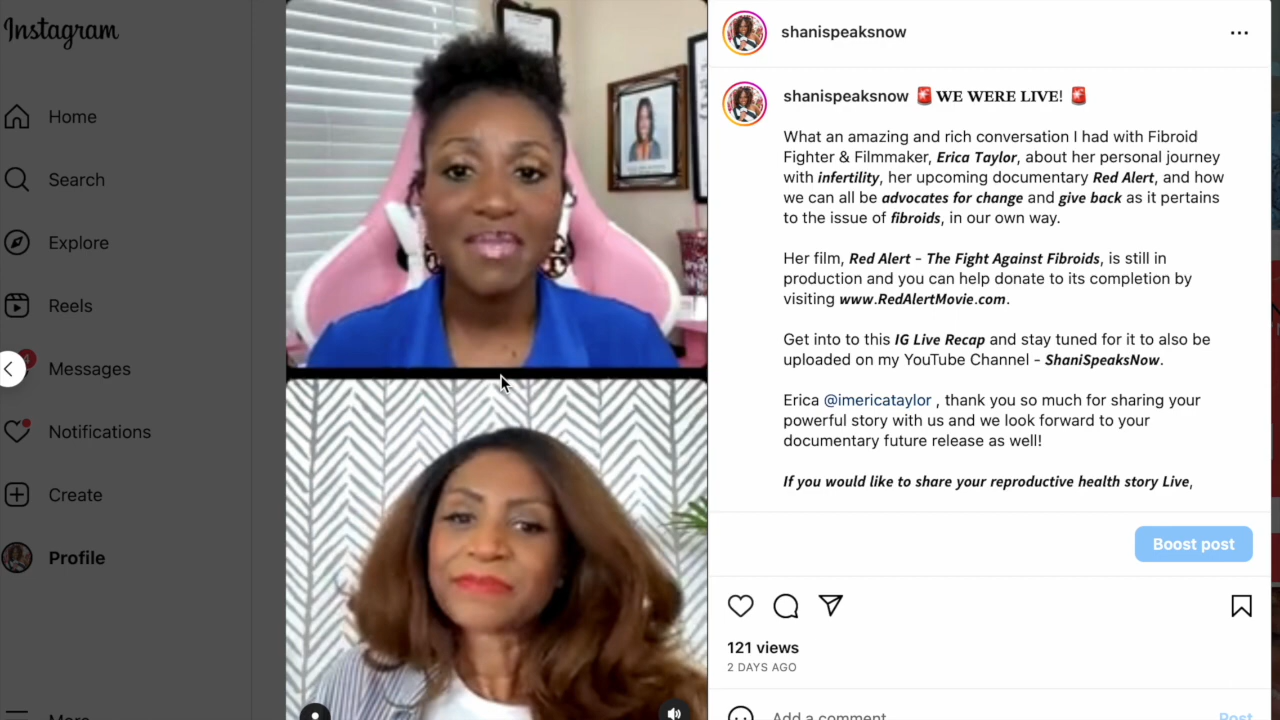 Instagram
Home
Search
Explore
Reels
Messages
Notifications
Create
Profile
shanispeaksnow
shanispeaksnow 🚨 WE WERE LIVE! 🚨
What an amazing and rich conversation I had with Fibroid
Fighter & Filmmaker, Erica Taylor, about her personal journey
with infertility, her upcoming documentary Red Alert, and how
we can all be advocates for change and give back as it pertains
to the issue of fibroids, in our own way.
Her film, Red Alert - The Fight Against Fibroids, is still in
production and you can help donate to its completion by
visiting www.RedAlertMovie.com.
Get into to this IG Live Recap and stay tuned for it to also be
uploaded on my YouTube Channel - ShaniSpeaksNow.
Erica @imericataylor , thank you so much for sharing your
powerful story with us and we look forward to your
documentary future release as well!
If you would like to share your reproductive health story Live,
Boost post
121 views
2 DAYS AGO
Add a comment
Post